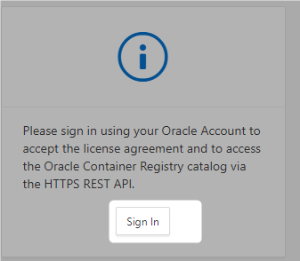 Please sign in using your Oracle Account to
accept the license agreement and to access
the Oracle Container Registry catalog via
the HTTPS REST API.
Sign In